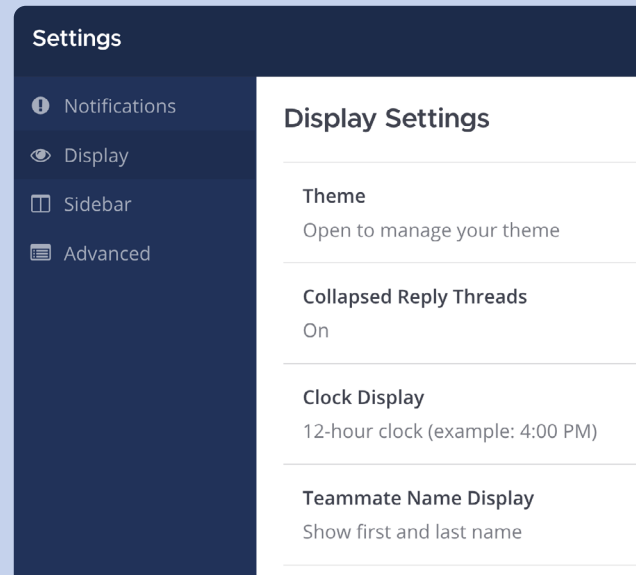 Settings
Notifications
Display
Sidebar
Advanced
Display Settings
Theme
Open to manage your theme
Collapsed Reply Threads
On
Clock Display
12-hour clock (example: 4:00 PM)
Teammate Name Display
Show first and last name